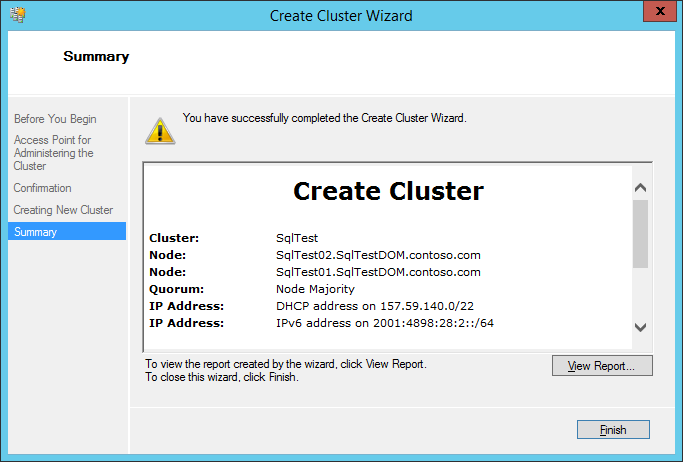 Create Cluster Wizard
x
Summary
Before You Begin
Access Point for
Administering the
Cluster
Confirmation
Creating New Cluster
Summary
You have successfully completed the Create Cluster Wizard.
Create Cluster
Cluster: SqlTest
Node: SqlTest02.SqlTestDOM.contoso.com
Node: SqlTest01.SqlTestDOM.contoso.com
Quorum: Node Majority
IP Address: DHCP address on 157.59.140.0/22
IP Address: IPv6 address on 2001:4898:28:2::/64
To view the report created by the wizard, click View Report.
To close this wizard, click Finish.
View Report...
Finish